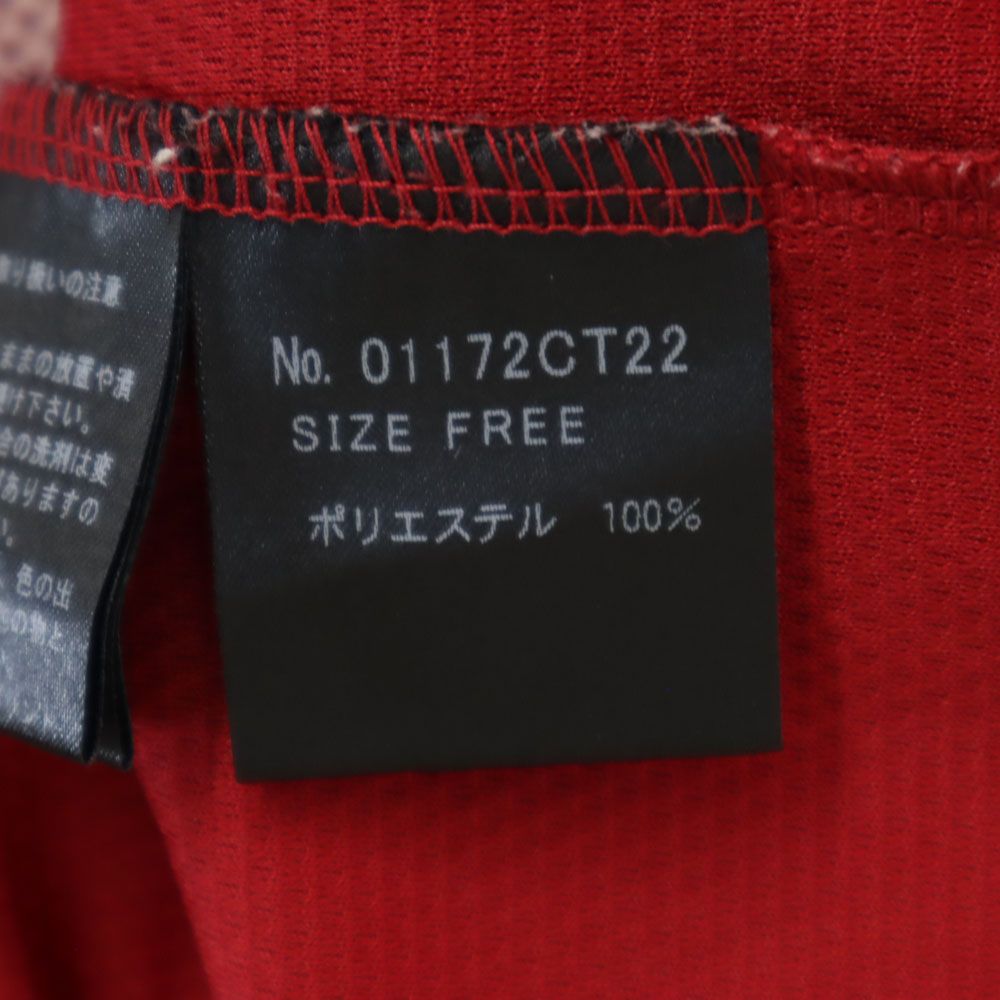 り扱いの注意
ままの放置や
け下さい。
合の洗剤は変
ありますの
色の出
の物と
No. 01172CT22
SIZE FREE
ポリエステル 100%